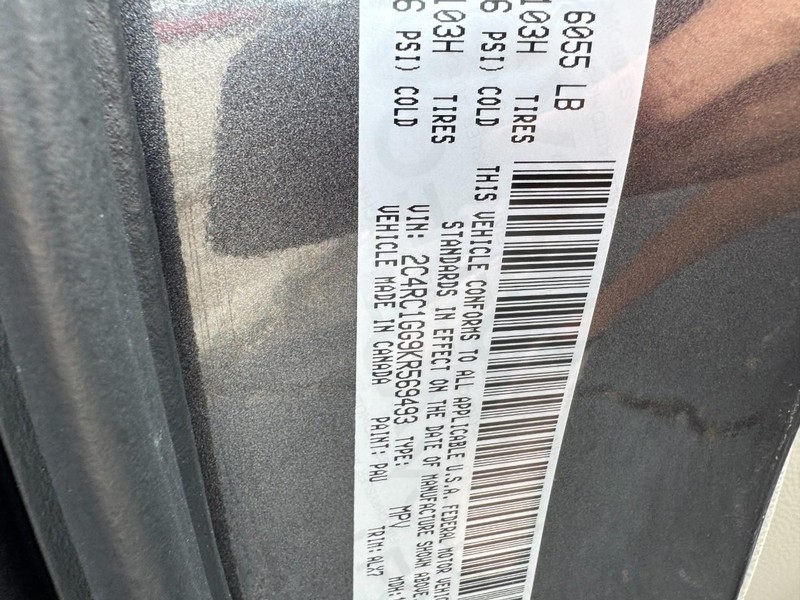 6055 LB
103H TIRES
6 PSI) COLD
103H TIRES
6 PSI) COLD
THIS VEHICLE CONFORMS TO ALL APPLICABLE U.S.A. FEDERAL MOTOR
STANDARDS IN EFFECT ON THE DATE OF MANUFACTURE SHOWN ABOVE.
VIN: 2C4RC1GG9KR569493 TYPE: MPV
VEHICLE MADE IN CANADA PAINT: PAU TRIM: ALX7